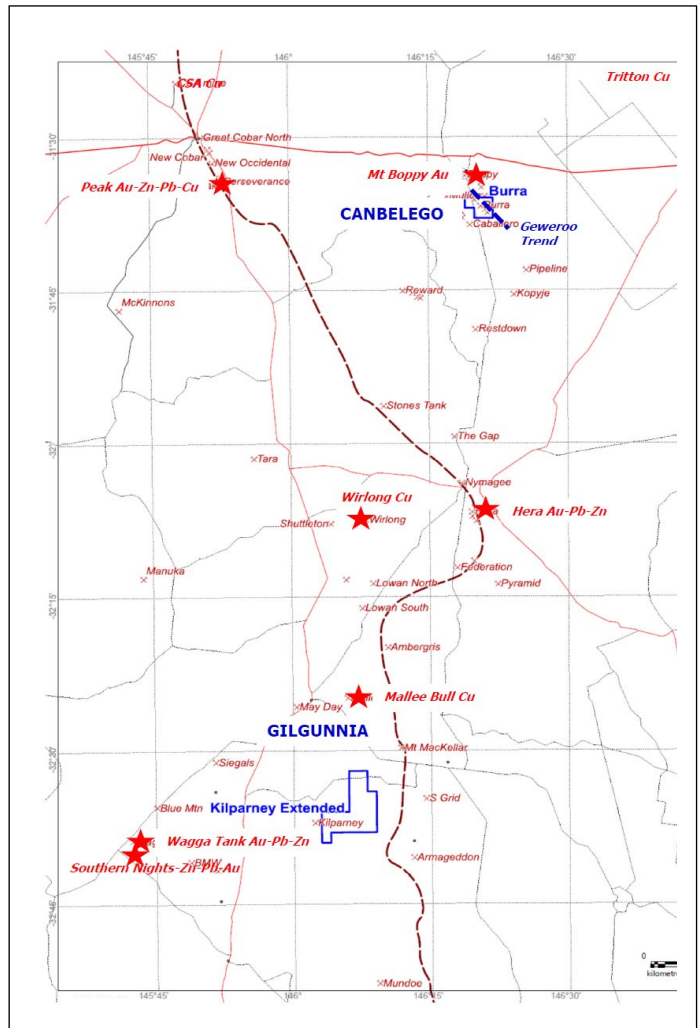 145°45'
146°
146°15'
146°30'
Tritton Cu
CSA
-31°30'
Great Cobar North
New Cobar
New Occidental
Perseverance
Peak Au-Zn-Pb-Cu
Mt Boppy Au
Burra
Burra
CANBELEGO
Caballero
Geweroo
Trend
Pipeline
-31°45'
Reward
Kopyje
McKinnons
Restdown
Stones Tank
-32°
The Gap
Tara
Nymagee
Wirlong Cu
Hera Au-Pb-Zn
Shuttleton
Wirlong
Manuka
Federation
Lowan North
Pyramid
-32°15'
Lowan South
Ambergris
Mallee Bull Cu
May Day
GILGUNNIA
-32°30'
Mt MacKellar
Siegals
Blue Mtn
Kilparney Extended
S Grid
Kilparney
Wagga Tank Au-Pb-Zn
Southern Nights-Zn-Pb-Au
BMW
Armageddon
-32°45'
0
Mundoe
145°45'
146°
146°15'
146°30'